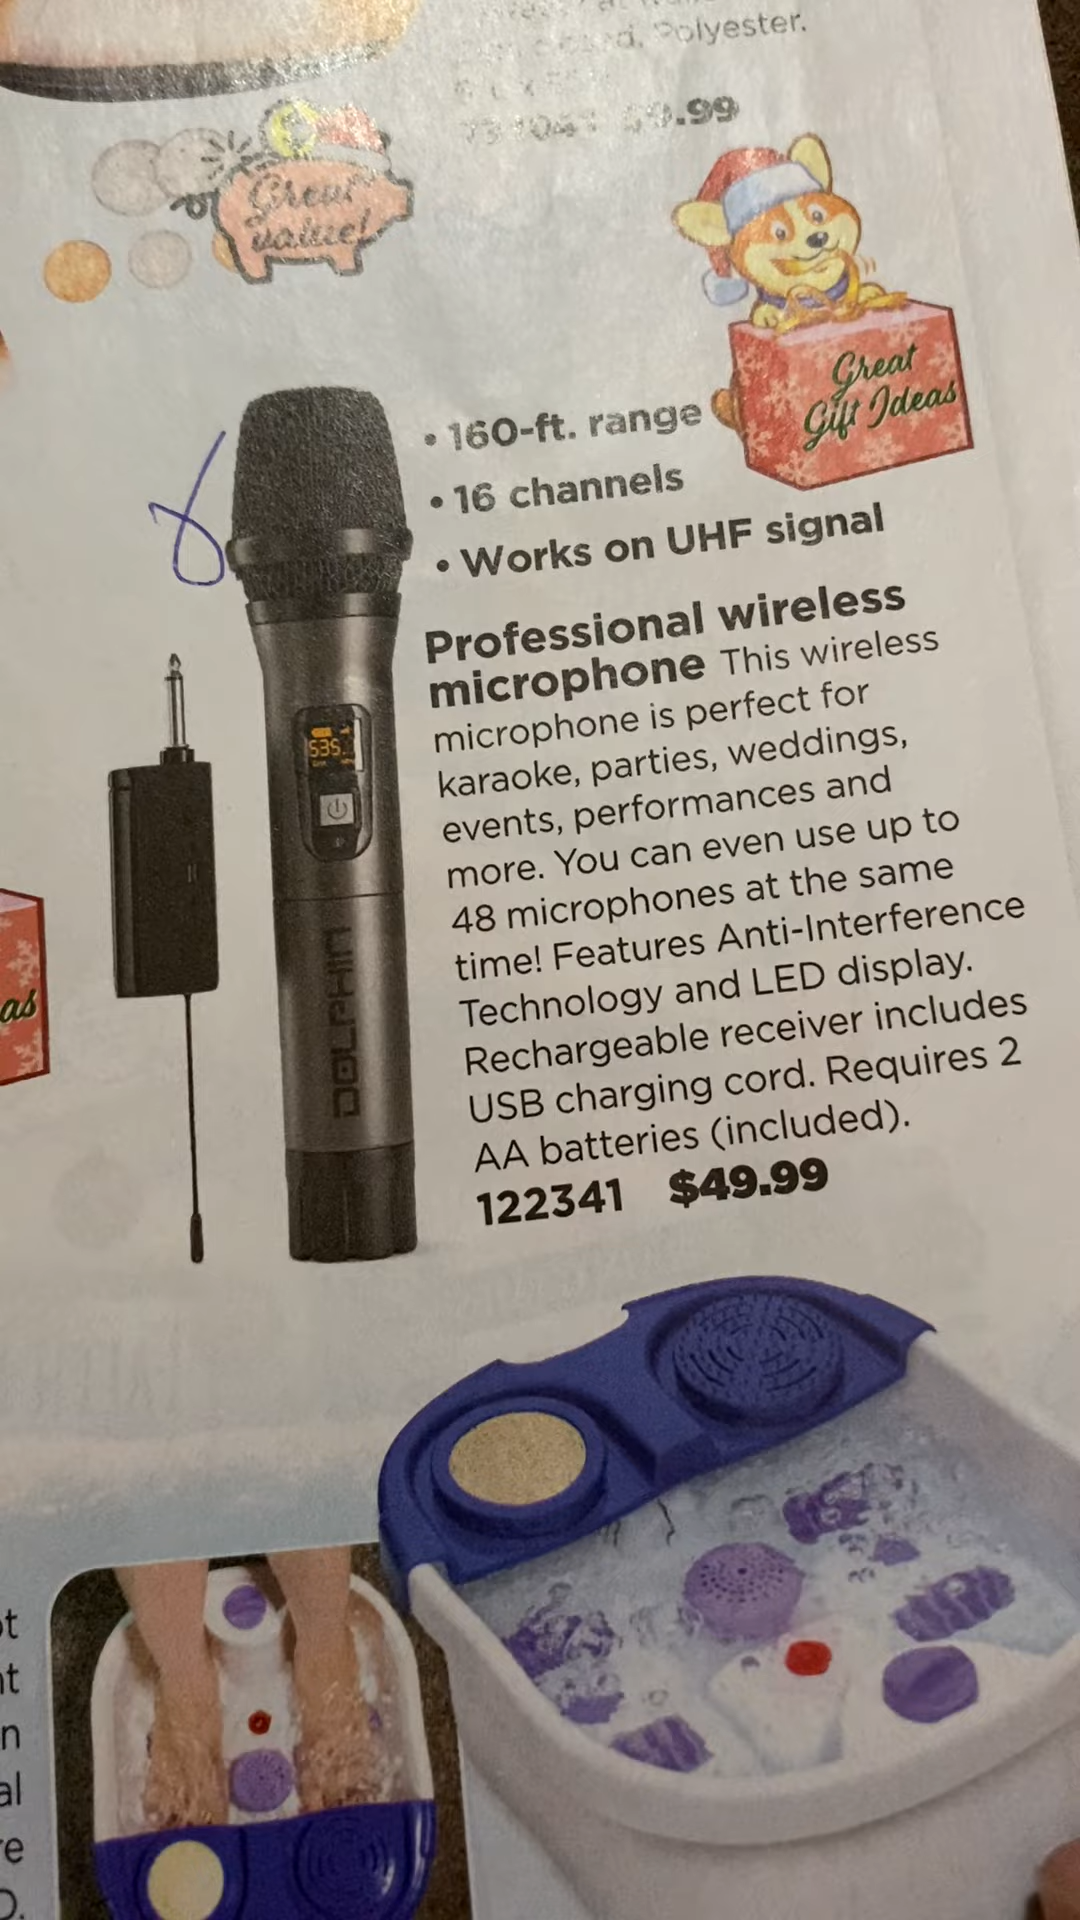 Polyester.
$9.99
Great
value!
Great
Gift Ideas
• 160-ft. range
• 16 channels
• Works on UHF signal
Professional wireless
microphone This wireless
microphone is perfect for
karaoke, parties, weddings,
events, performances and
more. You can even use up to
48 microphones at the same
time! Features Anti-Interference
Technology and LED display.
Rechargeable receiver includes
USB charging cord. Requires 2
AA batteries (included).
122341 $49.99
535.
DOLPHIN
as